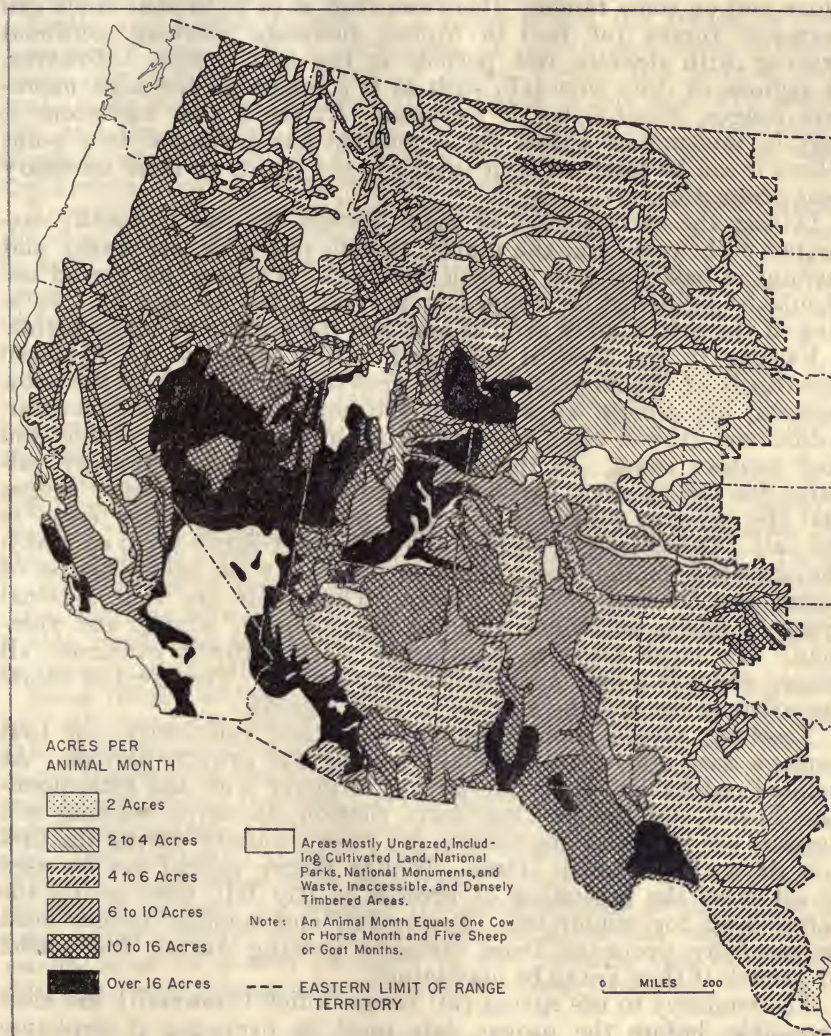 ACRES PER
ANIMAL MONTH
2 Acres
2 to 4 Acres
4 to 6 Acres
6 to 10 Acres
10 to 16 Acres
Over 16 Acres
Areas Mostly Ungrazed, Includ-
ing Cultivated Land, National
Parks, National Monuments, and
Waste, Inaccessible, and Densely
Timbered Areas.
Note: An Animal Month Equals One Cow
or Horse Month and Five Sheep
or Goat Months.
EASTERN LIMIT OF RANGE
TERRITORY
0 MILES 200